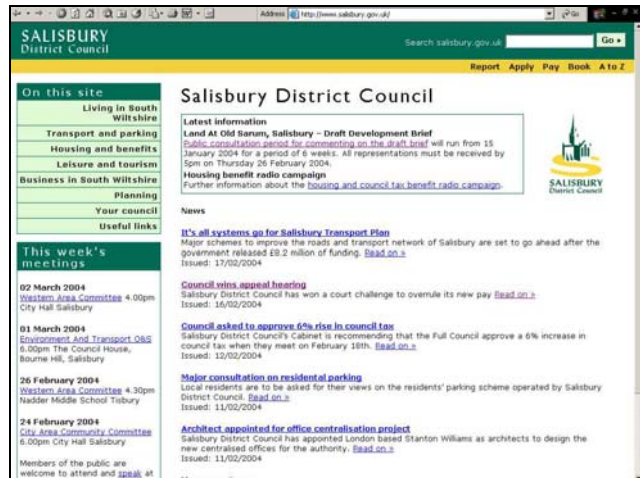 Address http://www.salisbury.gov.uk/ Go
SALISBURY
District Council
Search salisbury.gov.uk Go
Report Apply Pay Book A to Z
On this site
Living in South
Wiltshire
Transport and parking
Housing and benefits
Leisure and tourism
Business in South Wiltshire
Planning
Your council
Useful links
This week's
meetings
02 March 2004
Western Area Committee 4.00pm
City Hall Salisbury
01 March 2004
Environment And Transport O&S
6.00pm The Council House,
Bourne Hill, Salisbury
26 February 2004
Western Area Committee 4.30pm
Nadder Middle School Tisbury
24 February 2004
City Area Community Committee
6.00pm City Hall Salisbury
Members of the public are
welcome to attend and speak at
Salisbury District Council
Latest information
Land At Old Sarum, Salisbury - Draft Development Brief
Public consultation period for commenting on the draft brief will run from 15
January 2004 for a period of 6 weeks. All representations must be received by
5pm on Thursday 26 February 2004.
Housing benefit radio campaign
Further information about the housing and council tax benefit radio campaign.
SALISBURY
District Council
News
It's all systems go for Salisbury Transport Plan
Major schemes to improve the roads and transport network of Salisbury are set to go ahead after the
government released £8.2 million of funding. Read on »
Issued: 17/02/2004
Council wins appeal hearing
Salisbury District Council has won a court challenge to overrule its new pay Read on »
Issued: 16/02/2004
Council asked to approve 6% rise in council tax
Salisbury District Council's Cabinet is recommending that the Full Council approve a 6% increase in
council tax when they meet on February 18th. Read on »
Issued: 12/02/2004
Major consultation on residental parking
Local residents are to be asked for their views on the residents' parking scheme operated by Salisbury
District Council. Read on »
Issued: 11/02/2004
Architect appointed for office centralisation project
Salisbury District Council has appointed London based Stanton Williams as architects to design the
new centralised offices for the authority. Read on »
Issued: 11/02/2004